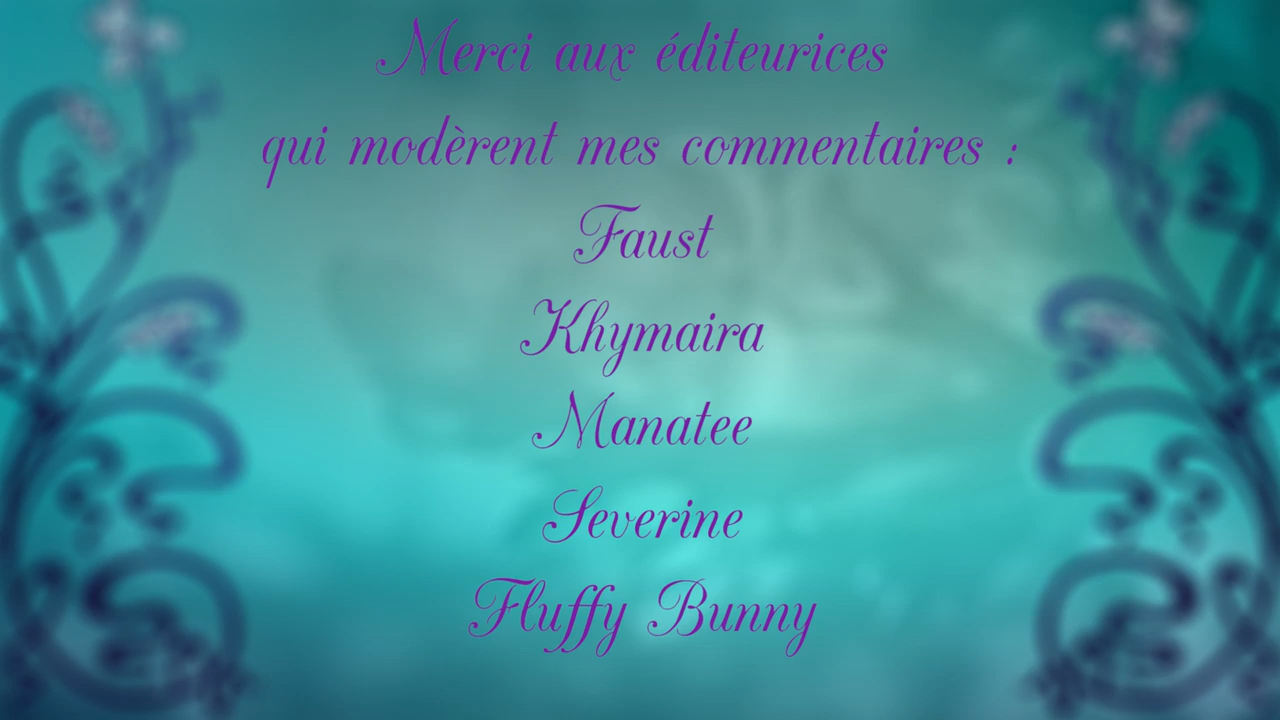 Merci aux éditeurices
qui modèrent mes commentaires :
Faust
Khymaira
Manatee
Severine
Fluffy Bunny